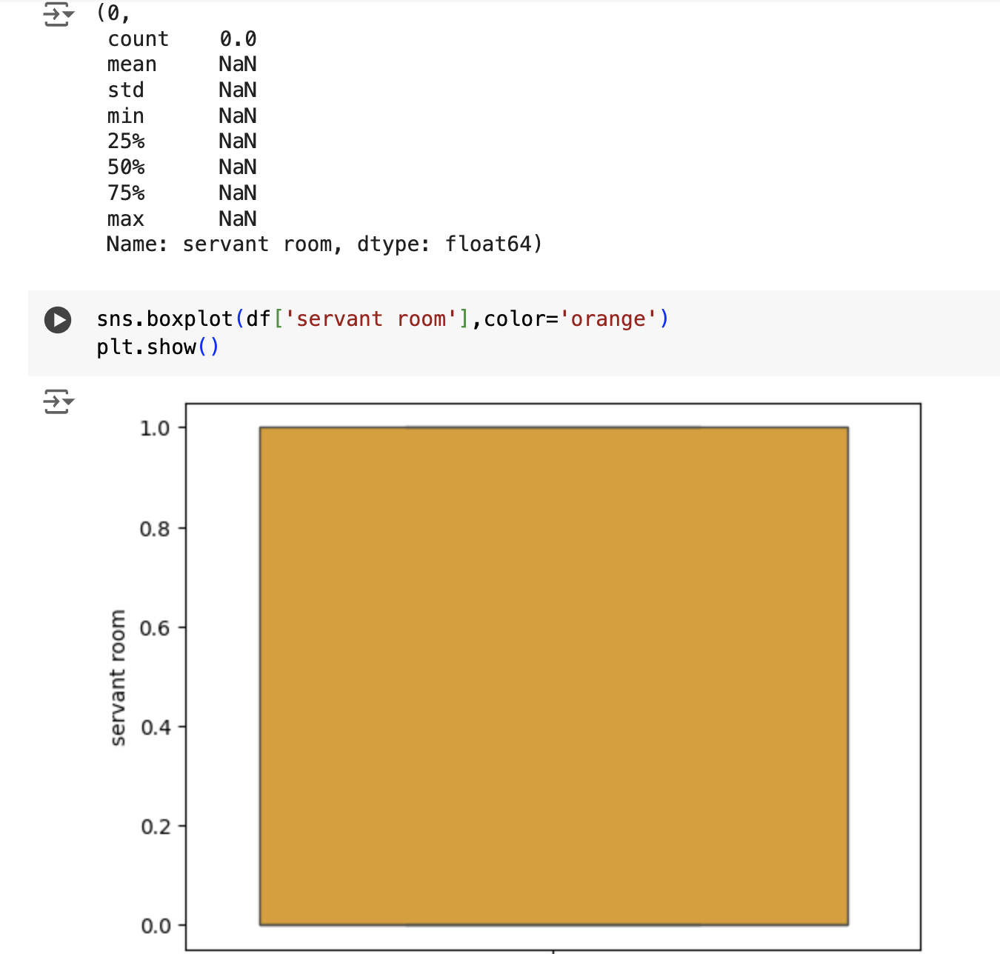 (0,
count 0.0
mean NaN
std NaN
min NaN
25% NaN
50% NaN
75% NaN
max NaN
Name: servant room, dtype: float64)
sns.boxplot(df['servant room'],color='orange')
plt.show()
1.0
0.8
0.6
0.4
0.2
0.0
servant room